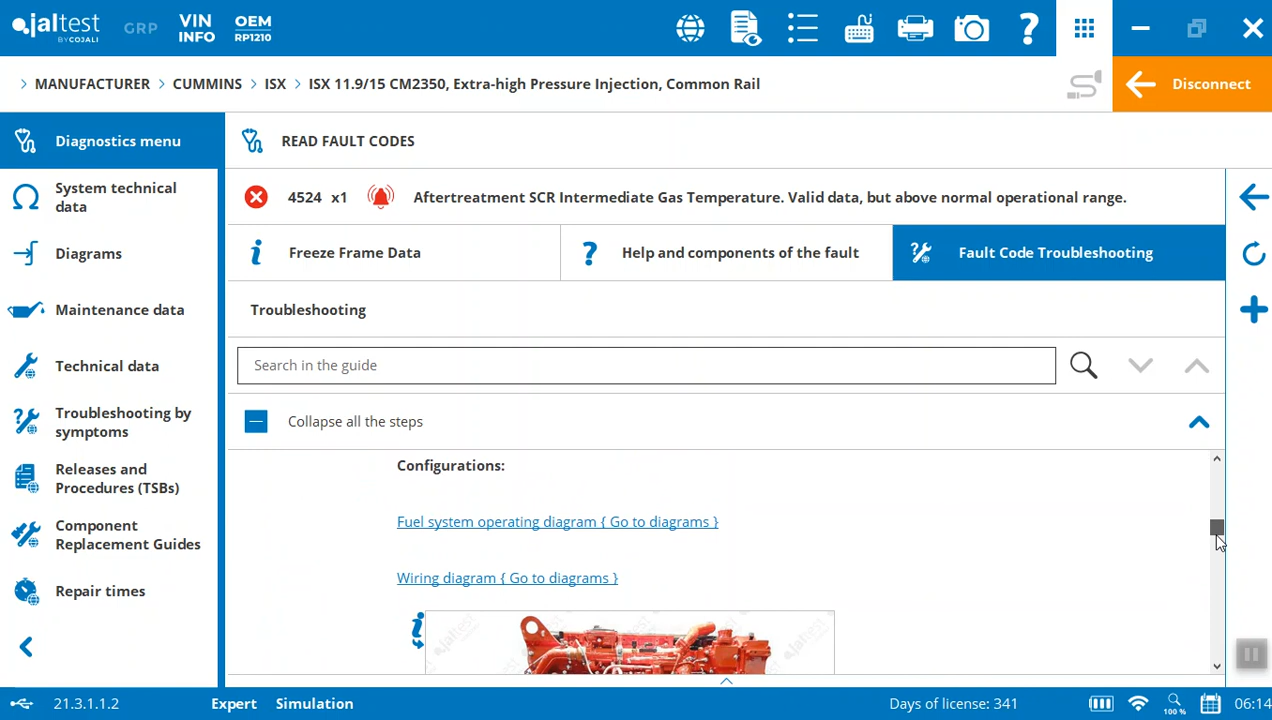 jaltest
BY COJALI
GRP
VIN
INFO
OEM
RP1210
?
> MANUFACTURER > CUMMINS > ISX > ISX 11.9/15 CM2350, Extra-high Pressure Injection, Common Rail
Disconnect
Diagnostics menu
READ FAULT CODES
System technical
data
4524 x1
Aftertreatment SCR Intermediate Gas Temperature. Valid data, but above normal operational range.
Diagrams
Freeze Frame Data
Help and components of the fault
Fault Code Troubleshooting
Maintenance data
Troubleshooting
Technical data
Search in the guide
Troubleshooting by
symptoms
Collapse all the steps
Releases and
Procedures (TSBs)
Configurations:
Component
Replacement Guides
Fuel system operating diagram { Go to diagrams }
Wiring diagram { Go to diagrams }
Repair times
21.3.1.1.2
Expert
Simulation
Days of license: 341
100 %
06:14